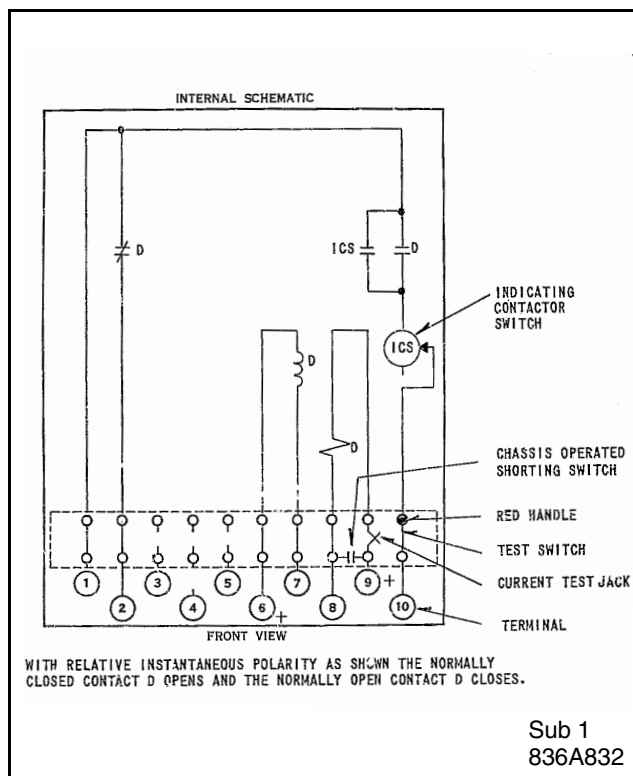 INTERNAL SCHEMATIC
D
ICS
D
INDICATING
CONTACTOR
SWITCH
ICS
D
D
CHASSIS OPERATED
SHORTING SWITCH
RED HANDLE
TEST SWITCH
CURRENT TEST JACK
1
3
5
7
9
+
2
4
6
+
8
10
TERMINAL
FRONT VIEW
WITH RELATIVE INSTANTANEOUS POLARITY AS SHOWN THE NORMALLY
CLOSED CONTACT D OPENS AND THE NORMALLY OPEN CONTACT D CLOSES.
Sub 1
836A832